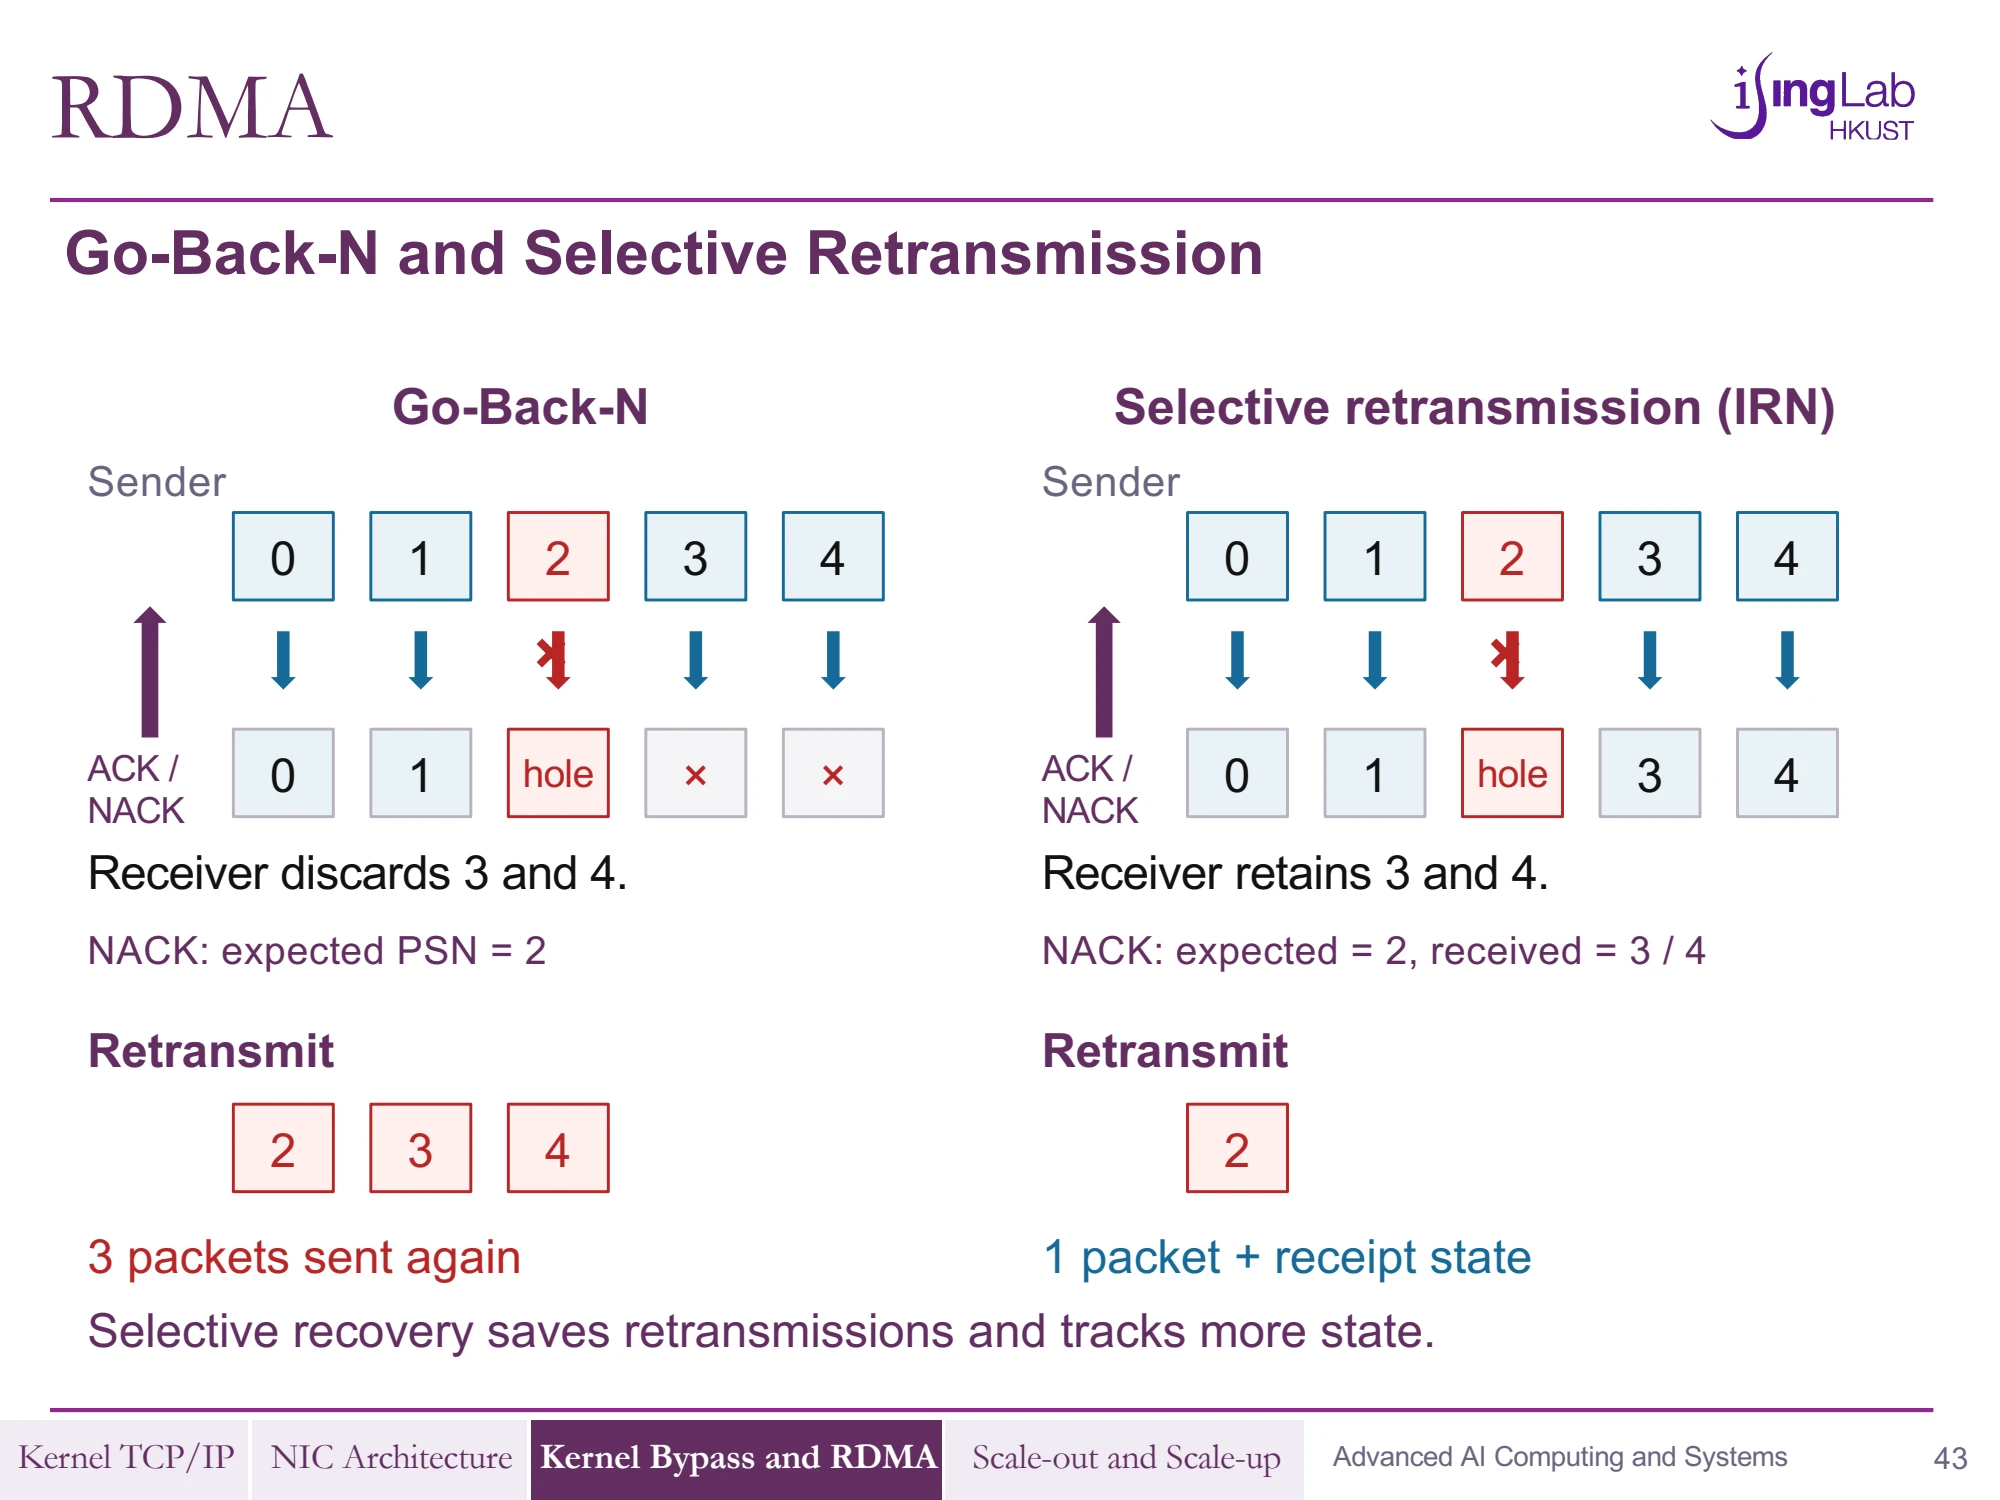 RDMA
isingLab
HKUST
Go-Back-N and Selective Retransmission
Go-Back-N
Sender
0 1 2 3 4
ACK /
NACK
0 1 hole × ×
Receiver discards 3 and 4.
NACK: expected PSN = 2
Retransmit
2 3 4
3 packets sent again
Selective retransmission (IRN)
Sender
0 1 2 3 4
ACK /
NACK
0 1 hole 3 4
Receiver retains 3 and 4.
NACK: expected = 2, received = 3 / 4
Retransmit
2
1 packet + receipt state
Selective recovery saves retransmissions and tracks more state.
Kernel TCP/IP NIC Architecture Kernel Bypass and RDMA Scale-out and Scale-up Advanced AI Computing and Systems 43